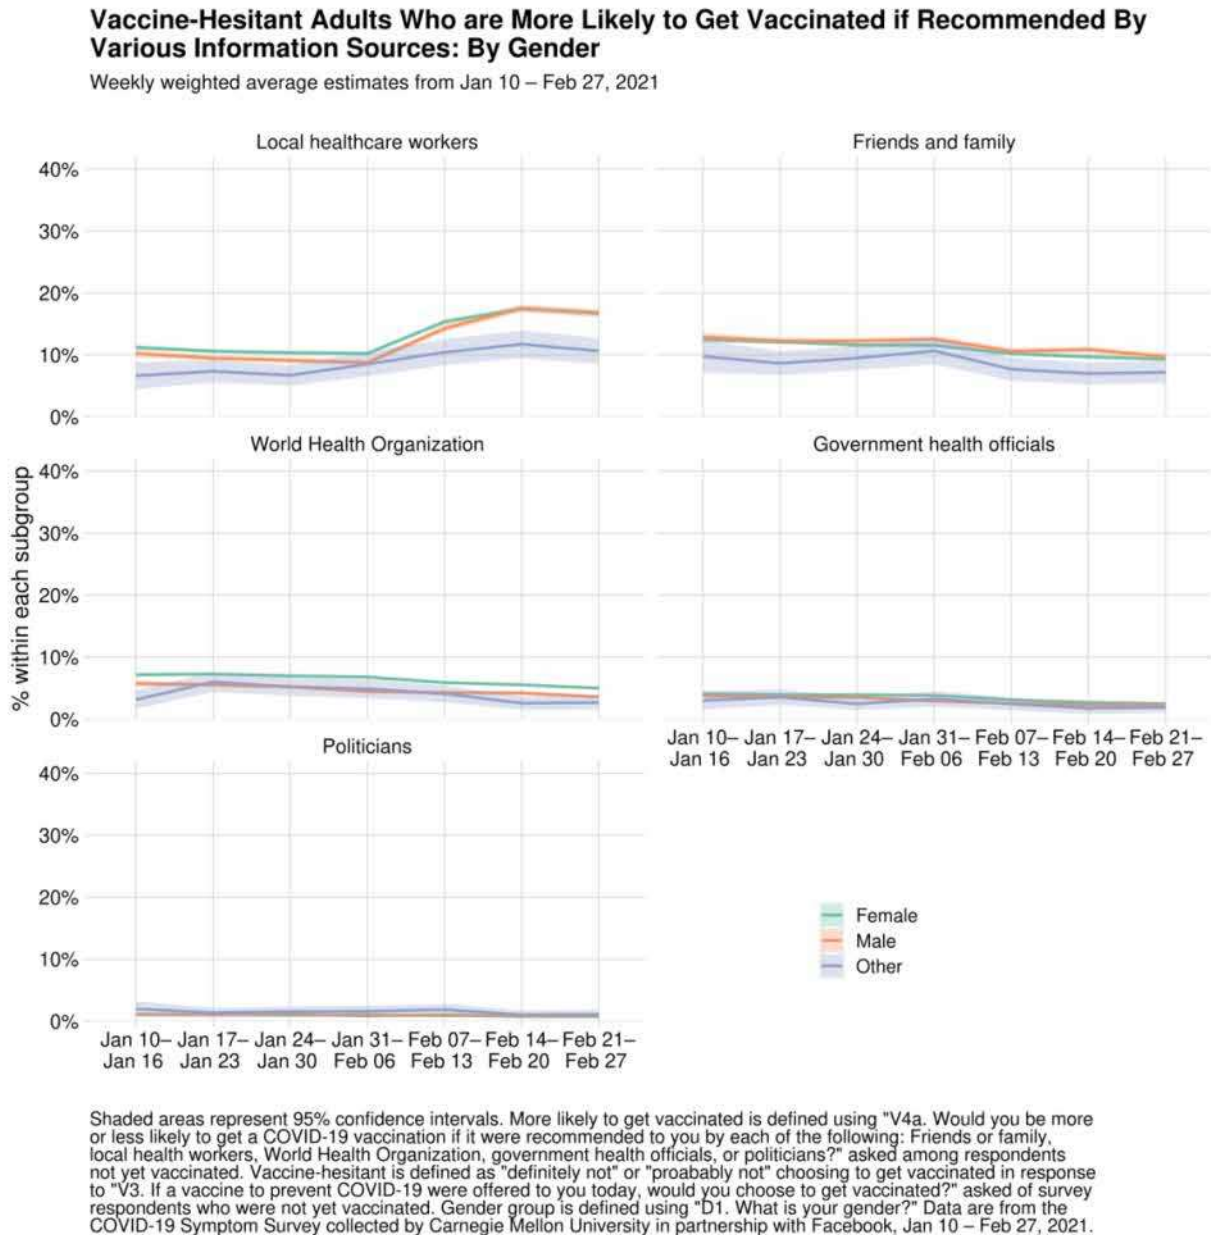 Vaccine-Hesitant Adults Who are More Likely to Get Vaccinated if Recommended By
Various Information Sources: By Gender
Weekly weighted average estimates from Jan 10 – Feb 27, 2021
Local healthcare workers
Friends and family
40%
30%
20%
10%
0%
World Health Organization
Government health officials
% within each subgroup
40%
30%
20%
10%
0%
Jan 10– Jan 17– Jan 24– Jan 31– Feb 07– Feb 14– Feb 21–
Jan 16 Jan 23 Jan 30 Feb 06 Feb 13 Feb 20 Feb 27
Politicians
40%
30%
20%
10%
0%
Jan 10– Jan 17– Jan 24– Jan 31– Feb 07– Feb 14– Feb 21–
Jan 16 Jan 23 Jan 30 Feb 06 Feb 13 Feb 20 Feb 27
Female
Male
Other
Shaded areas represent 95% confidence intervals. More likely to get vaccinated is defined using "V4a. Would you be more
or less likely to get a COVID-19 vaccination if it were recommended to you by each of the following: Friends or family,
local health workers, World Health Organization, government health officials, or politicians?" asked among respondents
not yet vaccinated. Vaccine-hesitant is defined as "definitely not" or "proabably not" choosing to get vaccinated in response
to "V3. If a vaccine to prevent COVID-19 were offered to you today, would you choose to get vaccinated?" asked of survey
respondents who were not yet vaccinated. Gender group is defined using "D1. What is your gender?" Data are from the
COVID-19 Symptom Survey collected by Carnegie Mellon University in partnership with Facebook, Jan 10 – Feb 27, 2021.